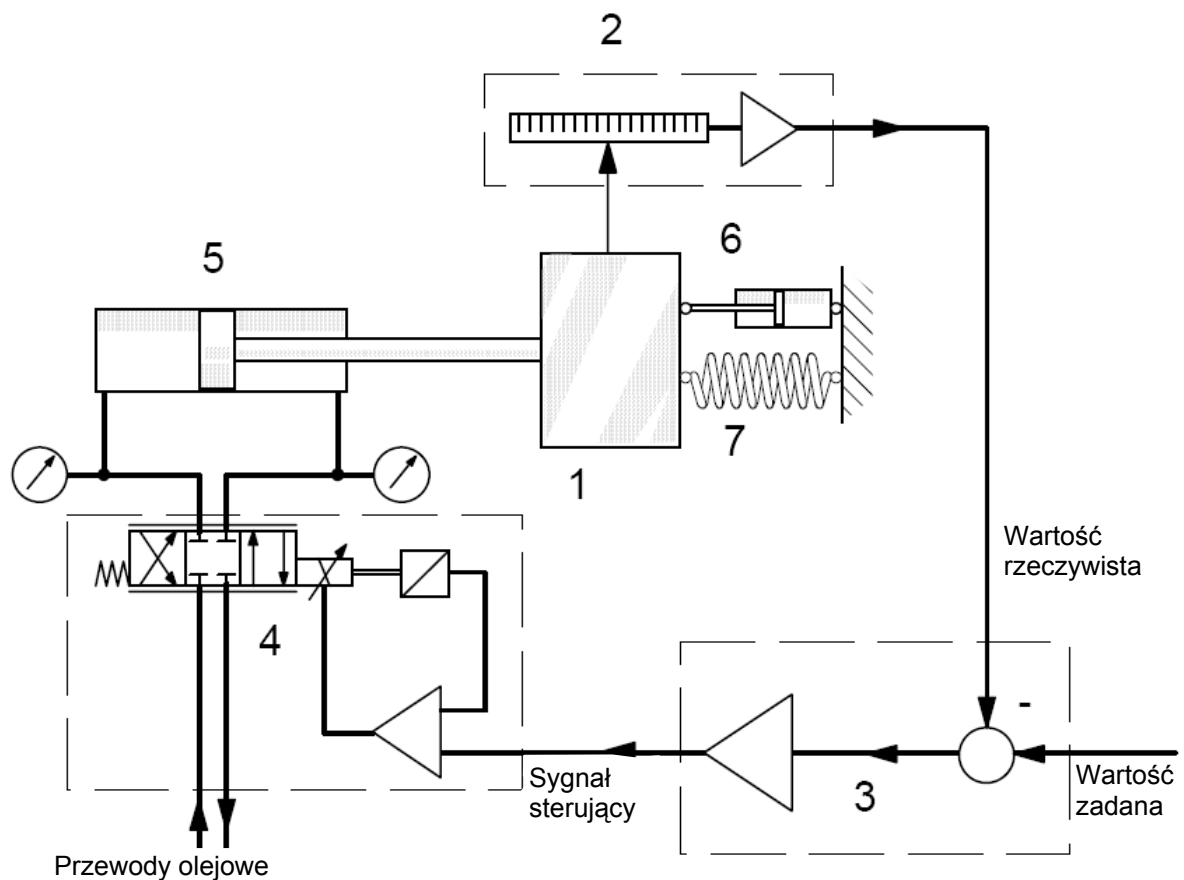 2
5
6
7
1
Wartość
rzeczywista
4
-
3
Sygnał
sterujący
Wartość
zadana
Przewody olejowe